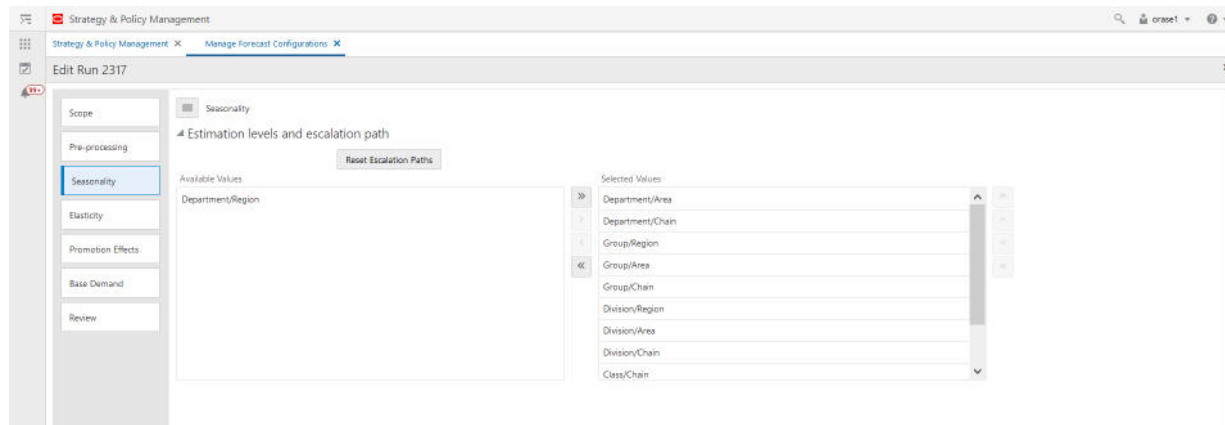 Strategy & Policy Management
orase1
Strategy & Policy Management X
Manage Forecast Configurations X
Edit Run 2317
99+
Scope
Pre-processing
Seasonality
Elasticity
Promotion Effects
Base Demand
Review
Seasonality
Estimation levels and escalation path
Reset Escalation Paths
Available Values
Department/Region
Selected Values
Department/Area
Department/Chain
Group/Region
Group/Area
Group/Chain
Division/Region
Division/Area
Division/Chain
Class/Chain